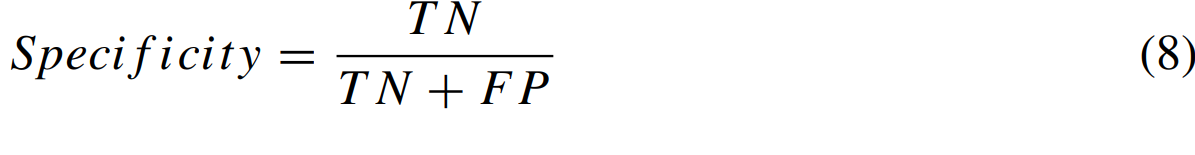 Specificity = TN / (TN + FP) (8)